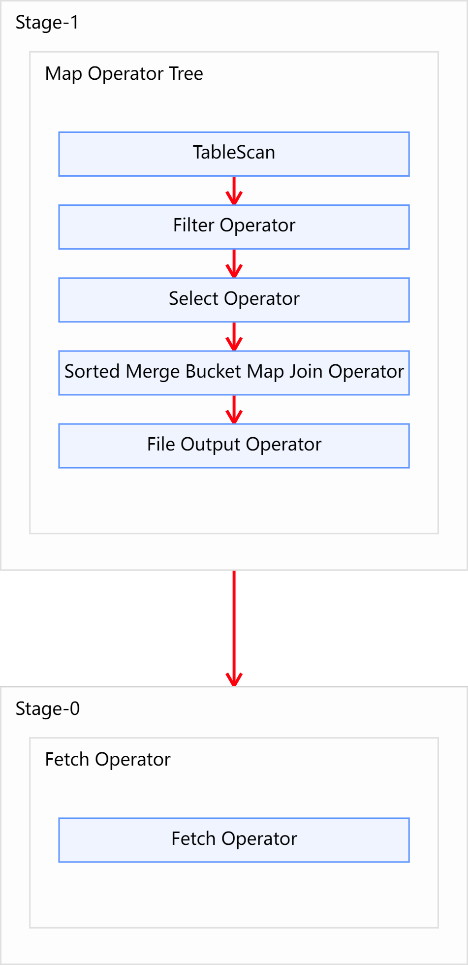 Stage-1
Map Operator Tree
TableScan
Filter Operator
Select Operator
Sorted Merge Bucket Map Join Operator
File Output Operator
Stage-0
Fetch Operator
Fetch Operator